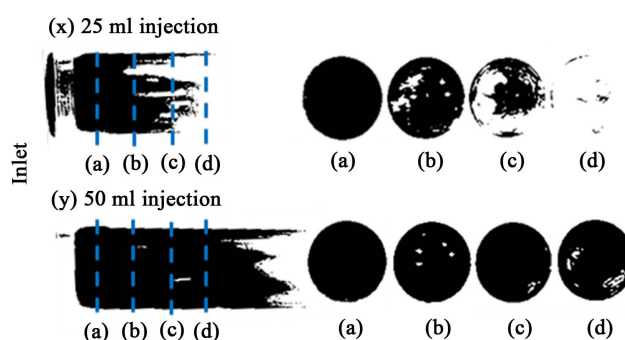 (x) 25 ml injection
(a) (b) (c) (d) (a) (b) (c) (d)
Inlet
(y) 50 ml injection
(a) (b) (c) (d) (a) (b) (c) (d)